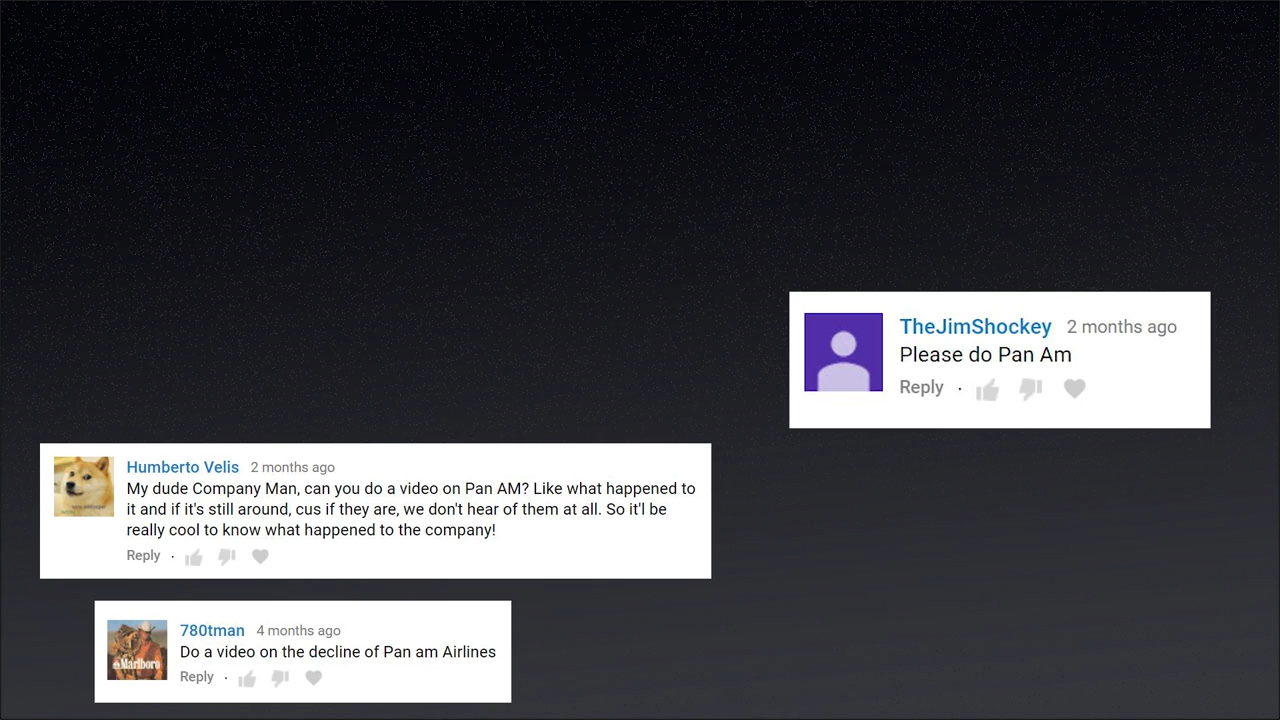 TheJimShockey 2 months ago
Please do Pan Am
Reply ·
Humberto Velis 2 months ago
My dude Company Man, can you do a video on Pan AM? Like what happened to
it and if it's still around, cus if they are, we don't hear of them at all. So it'l be
really cool to know what happened to the company!
Reply ·
780tman 4 months ago
Marlboro
Do a video on the decline of Pan am Airlines
Reply ·